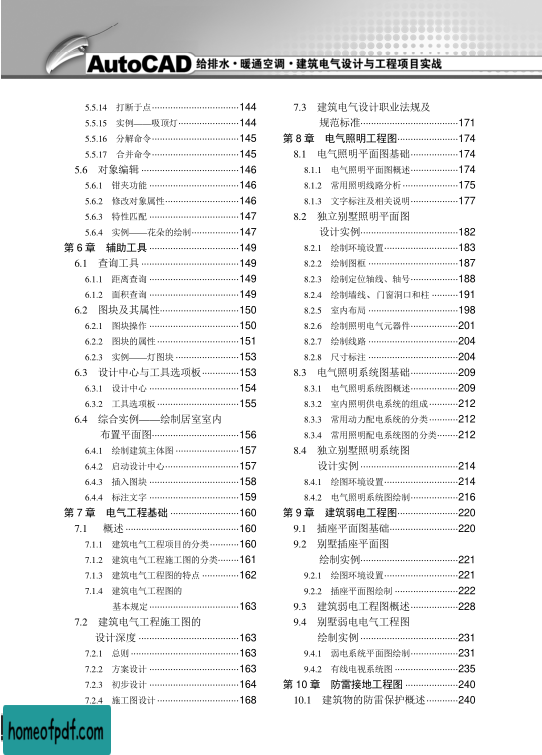 AutoCAD 给排水·暖通空调·建筑电气设计与工程项目实战
5.5.14 打断于点……144
5.5.15 实例——吸顶灯……144
5.5.16 分解命令……145
5.5.17 合并命令……145
5.6 对象编辑……146
5.6.1 钳夹功能……146
5.6.2 修改对象属性……146
5.6.3 特性匹配……147
5.6.4 实例——花朵的绘制……147
第 6 章 辅助工具……149
6.1 查询工具……149
6.1.1 距离查询……149
6.1.2 面积查询……149
6.2 图块及其属性……150
6.2.1 图块操作……150
6.2.2 图块的属性……151
6.2.3 实例——灯图块……153
6.3 设计中心与工具选项板……153
6.3.1 设计中心……154
6.3.2 工具选项板……155
6.4 综合实例——绘制居室室内
布置平面图……156
6.4.1 绘制建筑主体图……157
6.4.2 启动设计中心……157
6.4.3 插入图块……158
6.4.4 标注文字……159
第 7 章 电气工程基础……160
7.1 概述……160
7.1.1 建筑电气工程项目的分类……160
7.1.2 建筑电气工程施工图的分类……161
7.1.3 建筑电气工程图的特点……162
7.1.4 建筑电气工程图的
基本规定……163
7.2 建筑电气工程施工图的
设计深度……163
7.2.1 总则……163
7.2.2 方案设计……163
7.2.3 初步设计……164
7.2.4 施工图设计……168
7.3 建筑电气设计职业法规及
规范标准……171
第 8 章 电气照明工程图……174
8.1 电气照明平面图基础……174
8.1.1 电气照明平面图概述……174
8.1.2 常用照明线路分析……175
8.1.3 文字标注及相关说明……177
8.2 独立别墅照明平面图
设计实例……182
8.2.1 绘制环境设置……183
8.2.2 绘制图框……187
8.2.3 绘制定位轴线、轴号……188
8.2.4 绘制墙线、门窗洞口和柱……191
8.2.5 室内布局……198
8.2.6 绘制照明电气元器件……201
8.2.7 绘制线路……204
8.2.8 尺寸标注……204
8.3 电气照明系统图基础……209
8.3.1 电气照明系统图概述……209
8.3.2 室内照明供电系统的组成……212
8.3.3 常用动力配电系统的分类……212
8.3.4 常用照明配电系统图的分类……212
8.4 独立别墅照明系统图
设计实例……214
8.4.1 绘图环境设置……214
8.4.2 电气照明系统图绘制……216
第 9 章 建筑弱电工程图……220
9.1 插座平面图基础……220
9.2 别墅插座平面图
绘制实例……221
9.2.1 绘图环境设置……221
9.2.2 插座平面图绘制……222
9.3 建筑弱电工程图概述……228
9.4 别墅弱电电气工程图
绘制实例……231
9.4.1 弱电系统平面图绘制……231
9.4.2 有线电视系统图……235
第 10 章 防雷接地工程图……240
10.1 建筑物的防雷保护概述……240
homeofpdf.com